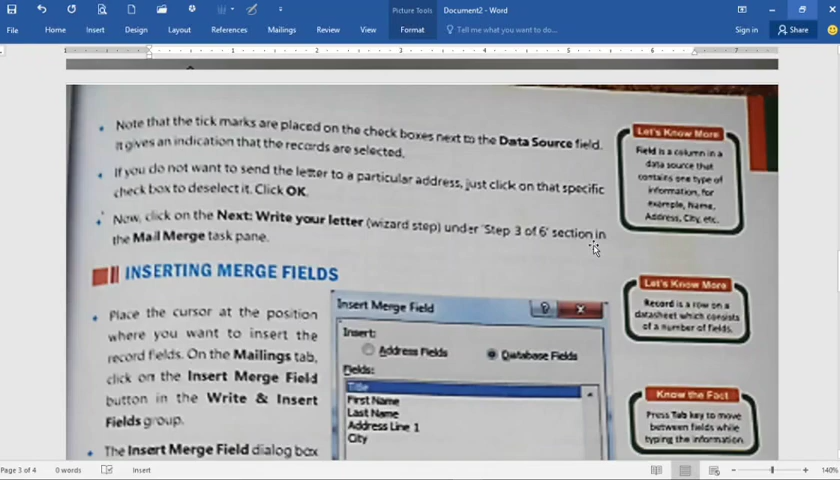 Picture Tools
Document2 - Word
File
Home
Insert
Design
Layout
References
Mailings
Review
View
Format
Tell me what you want to do...
Sign in
Share
1
1
2
3
4
5
6
7
Note that the tick marks are placed on the check boxes next to the Data Source field.
It gives an indication that the records are selected.
If you do not want to send the letter to a particular address, just click on that specific
check box to deselect it. Click OK.
Now, click on the Next: Write your letter (wizard step) under 'Step 3 of 6' section in
the Mail Merge task pane.
Let's Know More
Field is a column in a
data source that
contains one type of
information, for
example, Name,
Address, City, etc.
INSERTING MERGE FIELDS
Place the cursor at the position
where you want to insert the
record fields. On the Mailings tab,
click on the Insert Merge Field
button in the Write & Insert
Fields group.
The Insert Merge Field dialog box
Insert Merge Field
Insert:
Address Fields
Database Fields
Fields:
Title
First Name
Last Name
Address Line 1
City
Let's Know More
Record is a row on a
datasheet which consists
of a number of fields.
Know the Fact
Press Tab key to move
between fields while
typing the information.
Page 3 of 4
0 words
Insert
140%